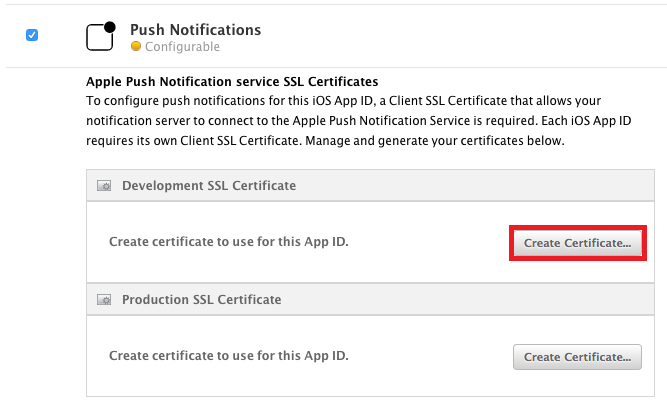 Push Notifications
Configurable
Apple Push Notification service SSL Certificates
To configure push notifications for this iOS App ID, a Client SSL Certificate that allows your
notification server to connect to the Apple Push Notification Service is required. Each iOS App ID
requires its own Client SSL Certificate. Manage and generate your certificates below.
Development SSL Certificate
Create certificate to use for this App ID.
Create Certificate...
Production SSL Certificate
Create certificate to use for this App ID.
Create Certificate...